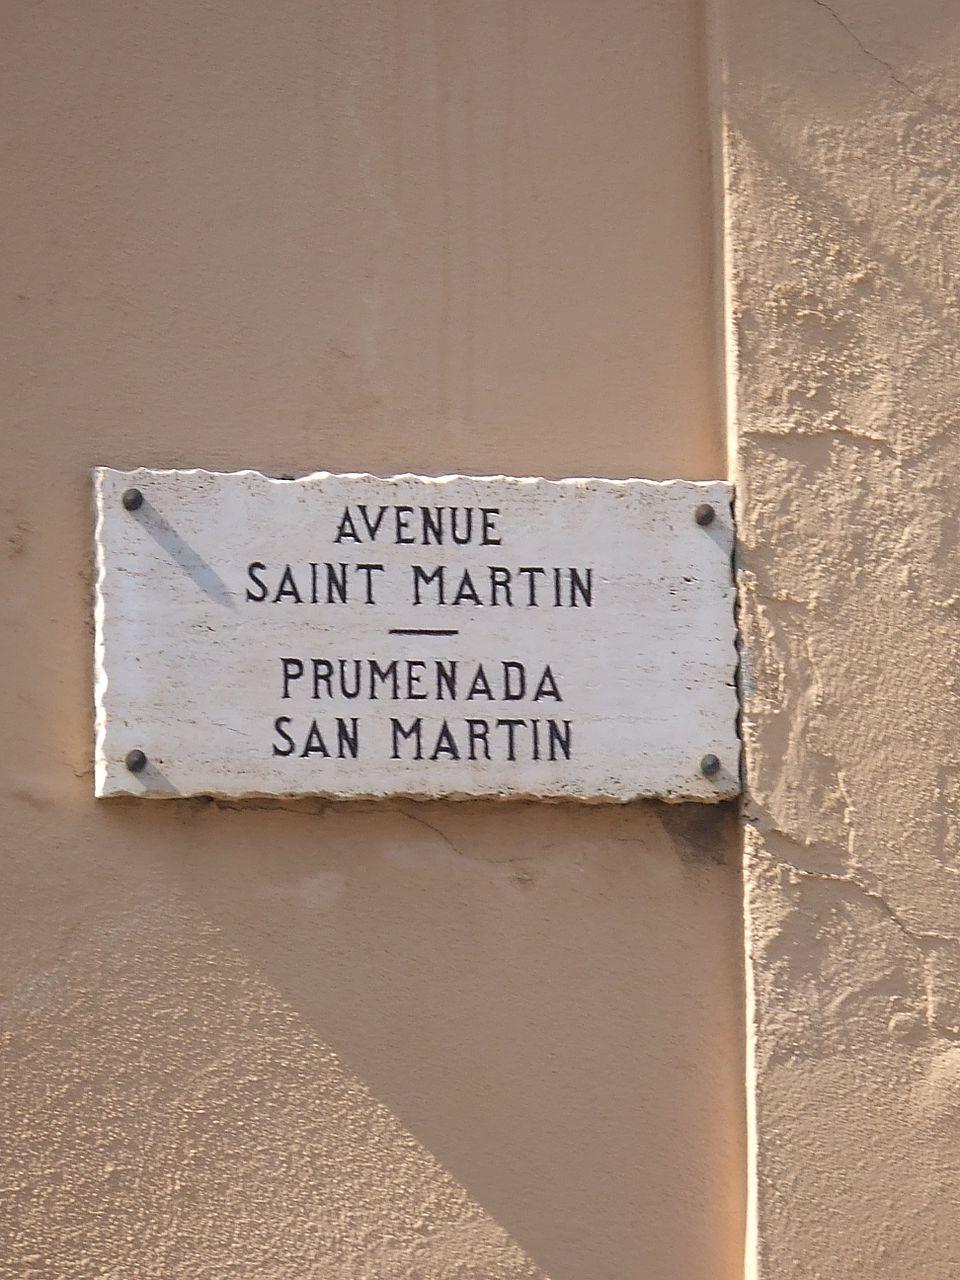 AVENUE
SAINT MARTIN
—
PRUMENADA
SAN MARTIN